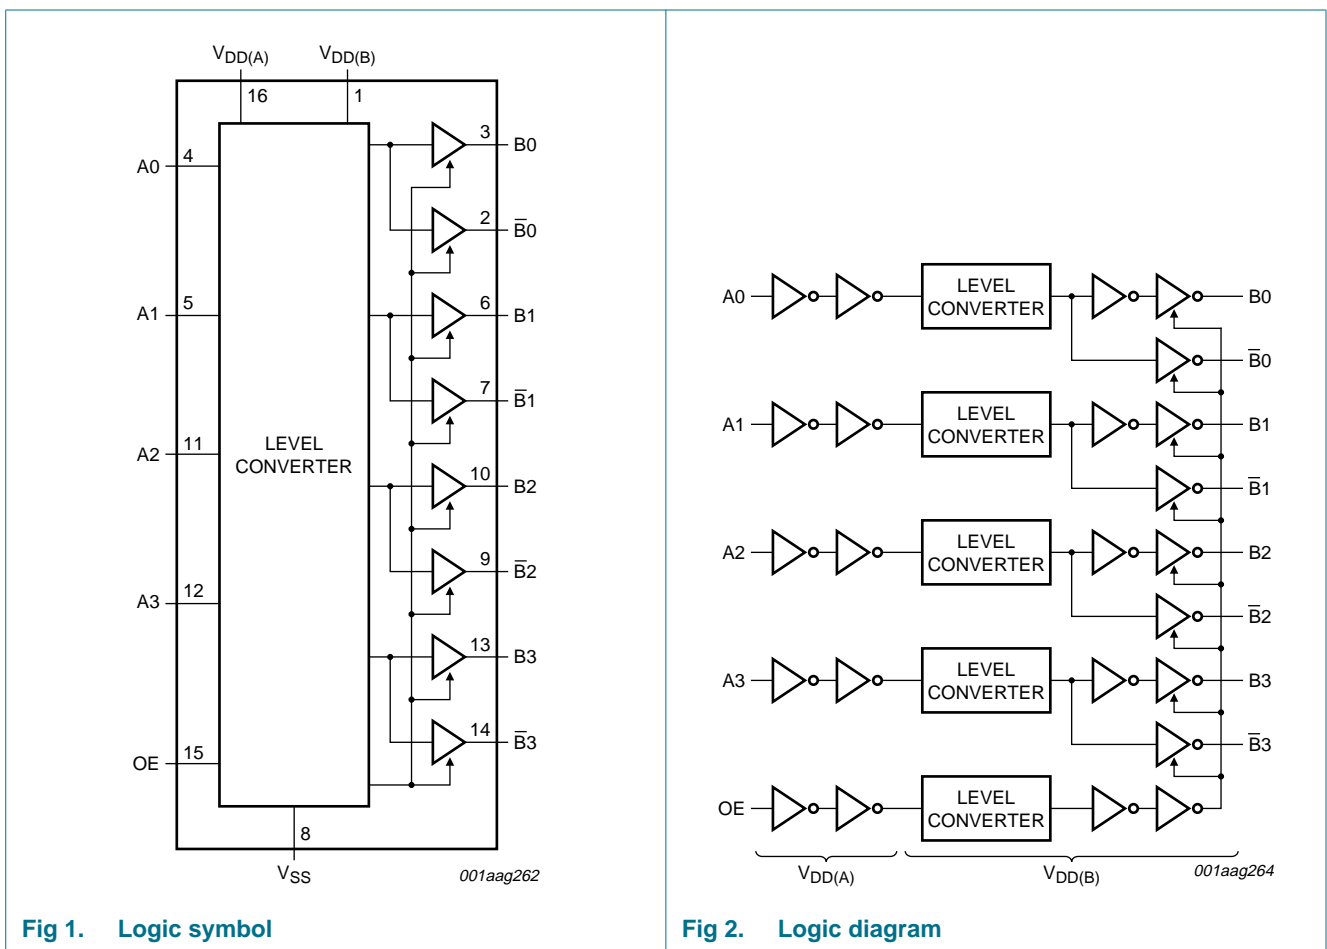 VDD(A) VDD(B)
16 1
3 B0
A0 4
2 B̅0
A1 5 6 B1
7 B̅1
A2 11 LEVEL
CONVERTER
10 B2
9 B̅2
A3 12
13 B3
14 B̅3
OE 15
8
VSS
001aag262
Fig 1. Logic symbol
A0 LEVEL
CONVERTER B0
B̅0
A1 LEVEL
CONVERTER B1
B̅1
A2 LEVEL
CONVERTER B2
B̅2
A3 LEVEL
CONVERTER B3
B̅3
OE LEVEL
CONVERTER
VDD(A) VDD(B)
001aag264
Fig 2. Logic diagram